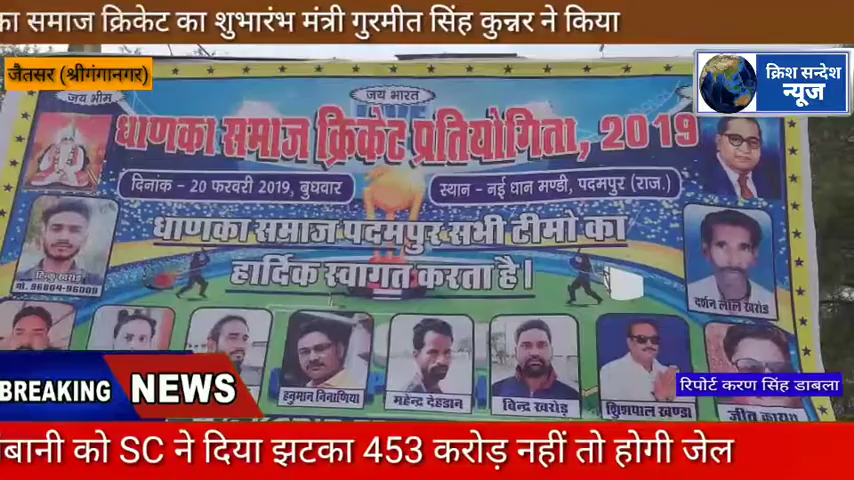 का समाज क्रिकेट का शुभारंभ मंत्री गुरमीत सिंह कुन्नर ने किया
जैतसर (श्रीगंगानगर)
क्रिश सन्देश
न्यूज
जय भीम
जय भारत
धाणका समाज क्रिकेट प्रतियोगिता, 2019
दिनांक - 20 फरवरी 2019, बुधवार
स्थान - नई धान मण्डी, पदमपुर (राज.)
धाणका समाज पदमपुर सभी टीमो का
हार्दिक स्वागत करता है।
दर्शन लाल खरोड
हनुमान निनाणिया
महेन्द्र देहडान
विन्द्र खरोड़
शिशपाल खण्डा
रिपोर्ट करण सिंह डाबला
BREAKING NEWS
बानी को SC ने दिया झटका 453 करोड़ नहीं तो होगी जेल